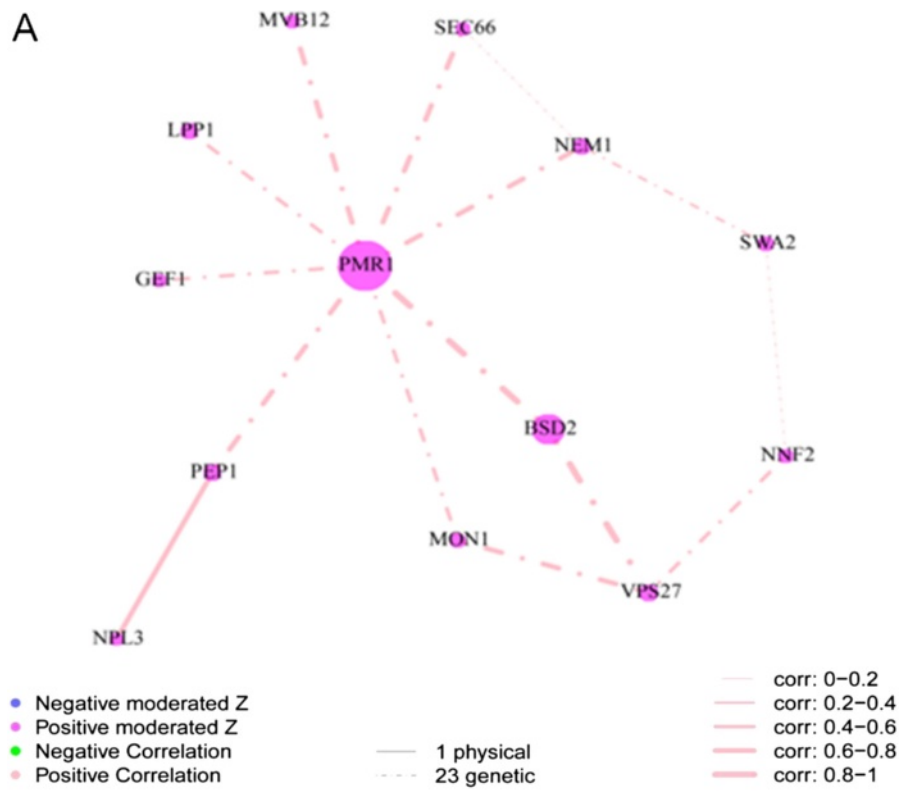 A
MVB12
SEC66
LPP1
NEM1
SWA2
PMR1
GEF1
BSD2
NNF2
PEP1
MON1
VPS27
NPL3
Negative moderated Z
Positive moderated Z
Negative Correlation
Positive Correlation
1 physical
23 genetic
corr: 0−0.2
corr: 0.2−0.4
corr: 0.4−0.6
corr: 0.6−0.8
corr: 0.8−1